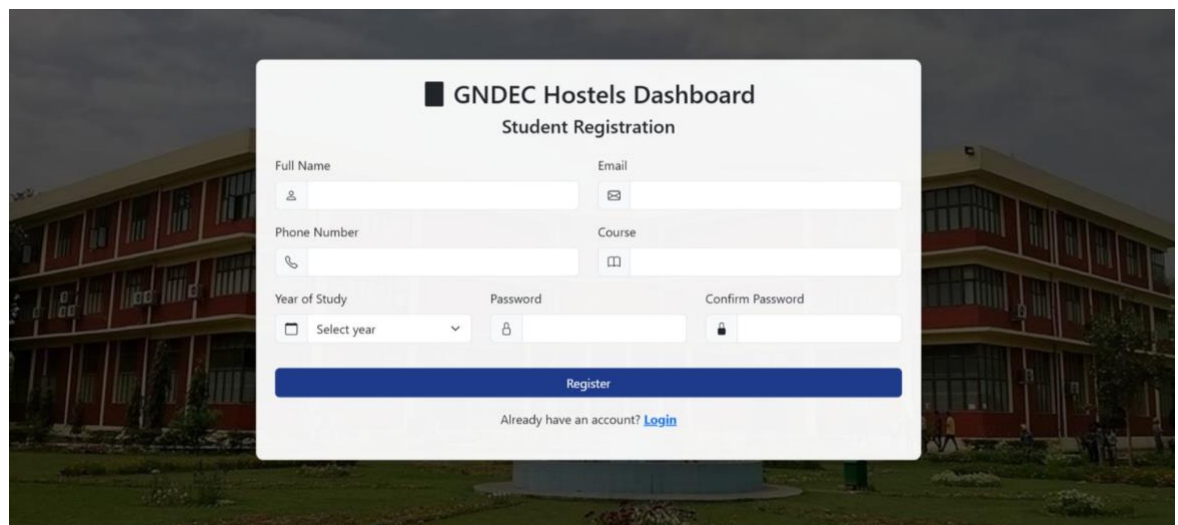 GNDEC Hostels Dashboard
Student Registration
Full Name Email
Phone Number Course
Year of Study Password Confirm Password
Select year
Register
Already have an account? Login